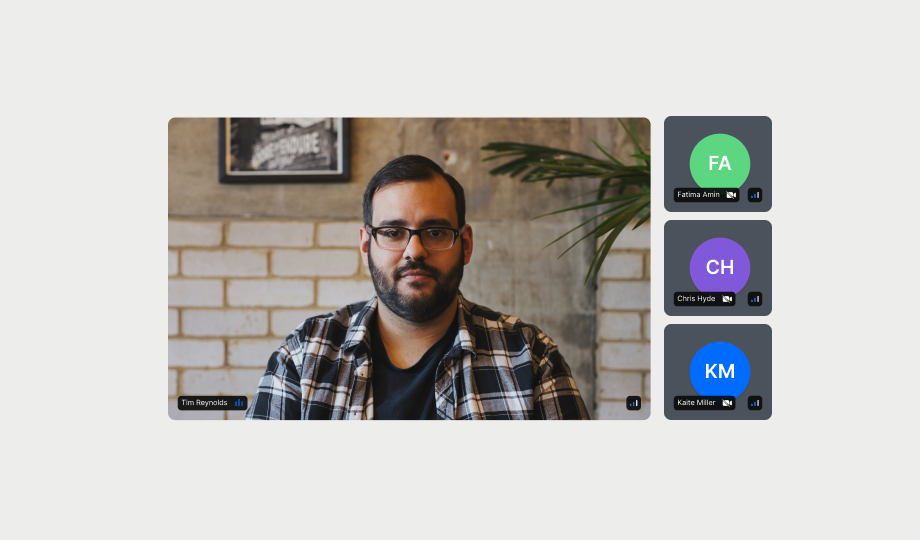 Tim Reynolds
FA
Fatima Amin
CH
Chris Hyde
KM
Kaite Miller